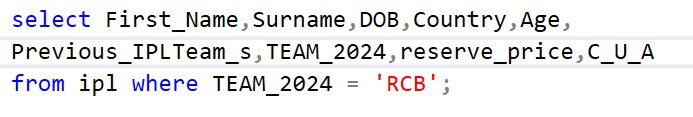 select First_Name,Surname,DOB,Country,Age,
Previous_IPLTeam_s,TEAM_2024,reserve_price,C_U_A
from ipl where TEAM_2024 = 'RCB';